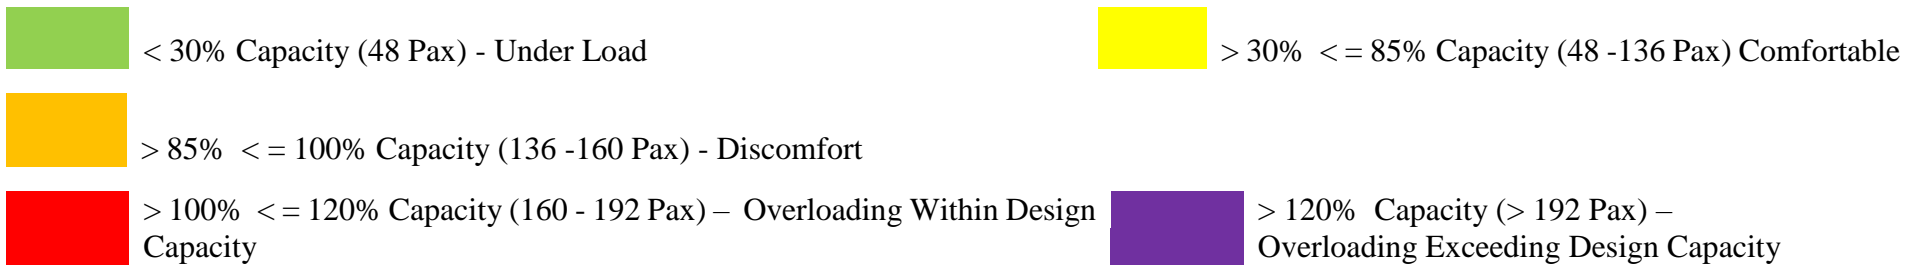 < 30% Capacity (48 Pax) - Under Load
> 30% < = 85% Capacity (48 -136 Pax) Comfortable
> 85% < = 100% Capacity (136 -160 Pax) - Discomfort
> 100% < = 120% Capacity (160 - 192 Pax) – Overloading Within Design
Capacity
> 120% Capacity (> 192 Pax) –
Overloading Exceeding Design Capacity